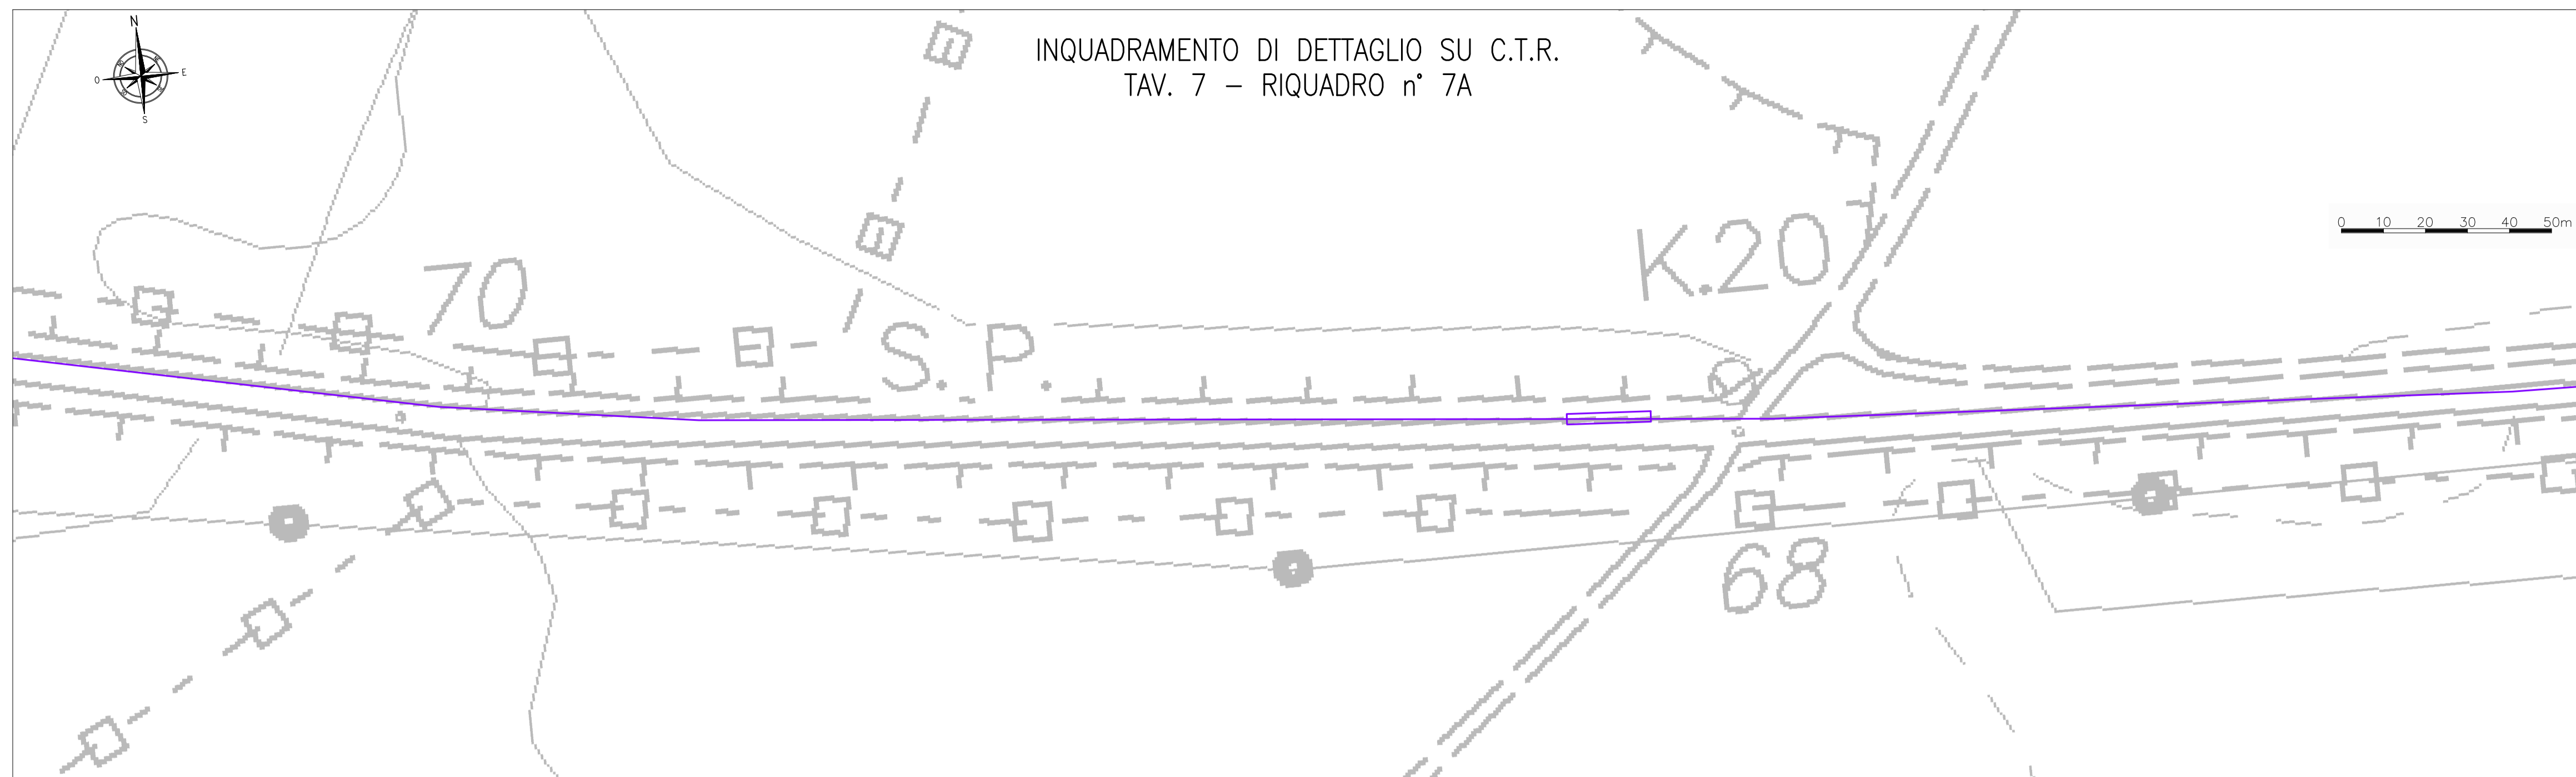 N
O E
S
INQUADRAMENTO DI DETTAGLIO SU C.T.R.
TAV. 7 – RIQUADRO n° 7A
0 10 20 30 40 50m
K.20
70
S. P.
68